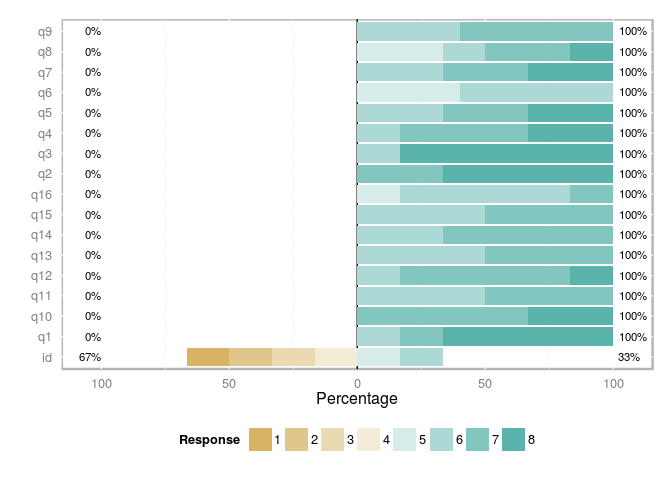 q9 0% 100%
q8 0% 100%
q7 0% 100%
q6 0% 100%
q5 0% 100%
q4 0% 100%
q3 0% 100%
q2 0% 100%
q16 0% 100%
q15 0% 100%
q14 0% 100%
q13 0% 100%
q12 0% 100%
q11 0% 100%
q10 0% 100%
q1 0% 100%
id 67% 33%
100 50 0 50 100
Percentage
Response 1 2 3 4 5 6 7 8